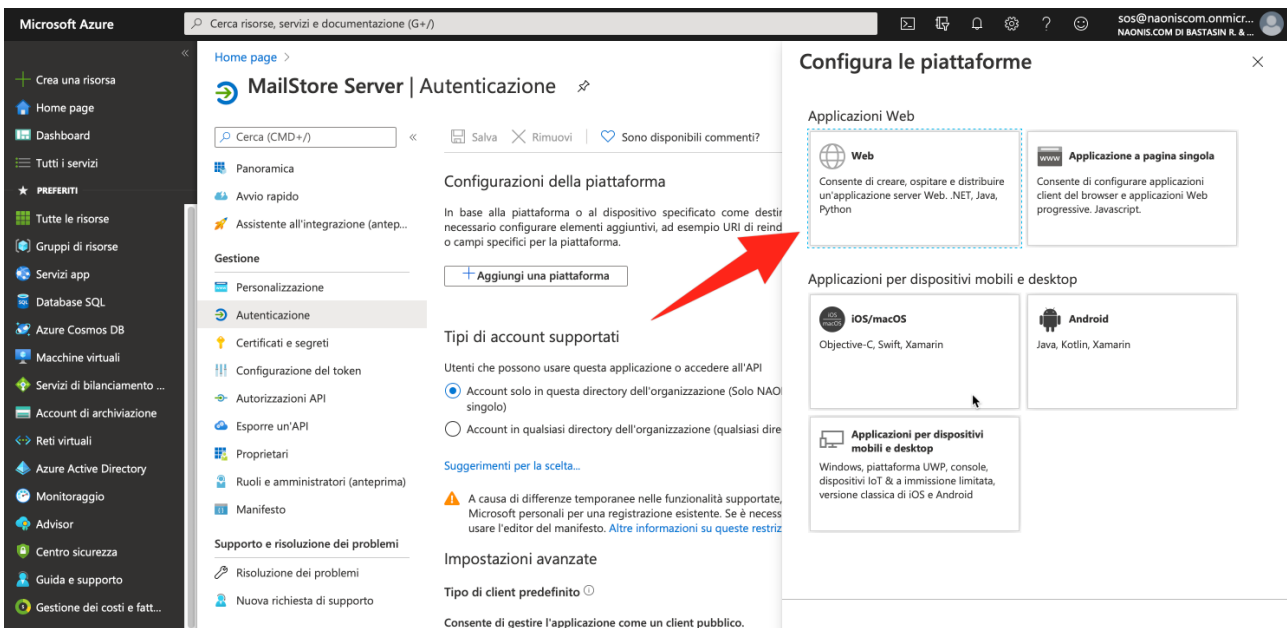 Microsoft Azure
Cerca risorse, servizi e documentazione (G+/)
sos@naoniscom.onmicr...
NAONIS.COM DI BASTASIN R. & ...
Crea una risorsa
Home page
Dashboard
Tutti i servizi
PREFERITI
Tutte le risorse
Gruppi di risorse
Servizi app
Database SQL
Azure Cosmos DB
Macchine virtuali
Servizi di bilanciamento ...
Account di archiviazione
Reti virtuali
Azure Active Directory
Monitoraggio
Advisor
Centro sicurezza
Guida e supporto
Gestione dei costi e fatt...
Home page >
MailStore Server | Autenticazione
Cerca (CMD+/)
Panoramica
Avvio rapido
Assistente all'integrazione (antep...
Gestione
Personalizzazione
Autenticazione
Certificati e segreti
Configurazione del token
Autorizzazioni API
Esporre un'API
Proprietari
Ruoli e amministratori (anteprima)
Manifesto
Supporto e risoluzione dei problemi
Risoluzione dei problemi
Nuova richiesta di supporto
Salva
Rimuovi
Sono disponibili commenti?
Configurazioni della piattaforma
In base alla piattaforma o al dispositivo specificato come destin
necessario configurare elementi aggiuntivi, ad esempio URI di reind
o campi specifici per la piattaforma.
Aggiungi una piattaforma
Tipi di account supportati
Utenti che possono usare questa applicazione o accedere all'API
Account solo in questa directory dell'organizzazione (Solo NAO
singolo)
Account in qualsiasi directory dell'organizzazione (qualsiasi dire
Suggerimenti per la scelta...
A causa di differenze temporanee nelle funzionalità supportate,
Microsoft personali per una registrazione esistente. Se è necess
usare l'editor del manifesto. Altre informazioni su queste restriz
Impostazioni avanzate
Tipo di client predefinito
Consente di gestire l'applicazione come un client pubblico.
Configura le piattaforme
Applicazioni Web
Web
Consente di creare, ospitare e distribuire
un'applicazione server Web. .NET, Java,
Python
www
Applicazione a pagina singola
Consente di configurare applicazioni
client del browser e applicazioni Web
progressive. Javascript.
Applicazioni per dispositivi mobili e desktop
iOS
macOS
iOS/macOS
Objective-C, Swift, Xamarin
Android
Java, Kotlin, Xamarin
Applicazioni per dispositivi
mobili e desktop
Windows, piattaforma UWP, console,
dispositivi IoT & a immissione limitata,
versione classica di iOS e Android